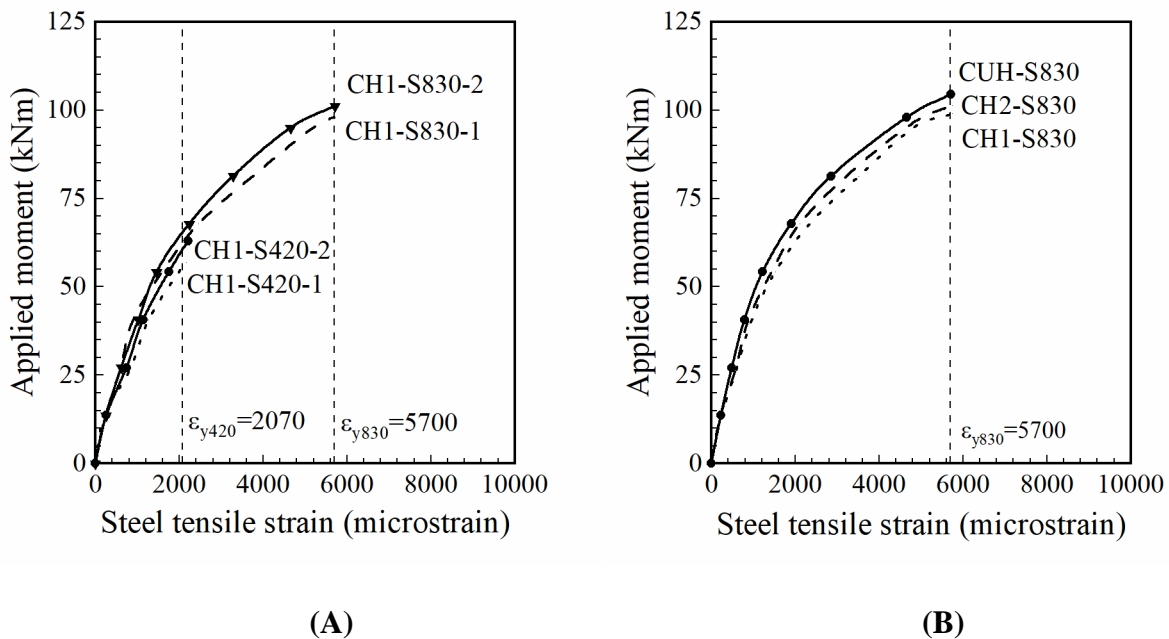 125
100
75
50
25
0
Applied moment (kNm)
CH1-S830-2
CH1-S830-1
CH1-S420-2
CH1-S420-1
εy420=2070
εy830=5700
0 2000 4000 6000 8000 10000
Steel tensile strain (microstrain)
(A)
125
100
75
50
25
0
Applied moment (kNm)
CUH-S830
CH2-S830
CH1-S830
εy830=5700
0 2000 4000 6000 8000 10000
Steel tensile strain (microstrain)
(B)